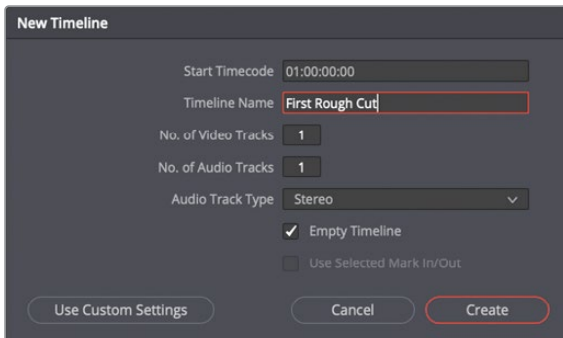 New Timeline
Start Timecode 01:00:00:00
Timeline Name First Rough Cut
No. of Video Tracks 1
No. of Audio Tracks 1
Audio Track Type Stereo
Empty Timeline
Use Selected Mark In/Out
Use Custom Settings Cancel Create